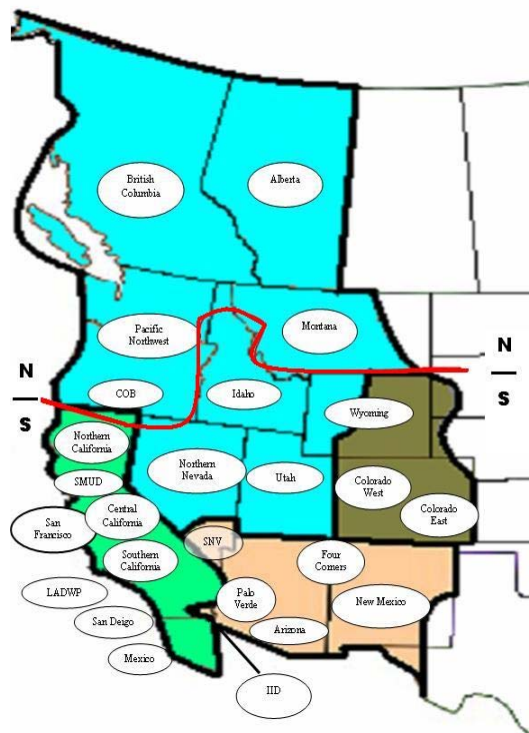 British
Columbia
Alberta
Pacific
Northwest
Montana
N
S
N
S
COB
Idaho
Wyoming
Northern
California
Northern
Nevada
Utah
Colorado
West
SMUD
Central
California
Colorado
East
San
Francisco
SNV
Southern
California
Four
Corners
LADWP
Palo
Verde
New Mexico
San Deigo
Arizona
Mexico
IID